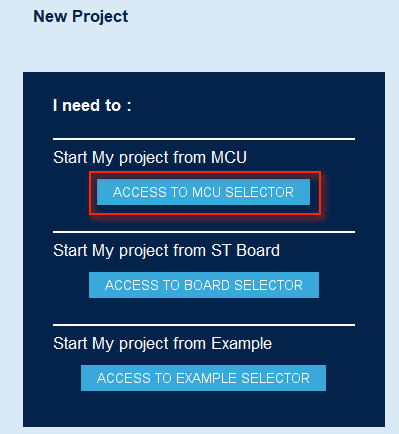 New Project
I need to :
Start My project from MCU
ACCESS TO MCU SELECTOR
Start My project from ST Board
ACCESS TO BOARD SELECTOR
Start My project from Example
ACCESS TO EXAMPLE SELECTOR